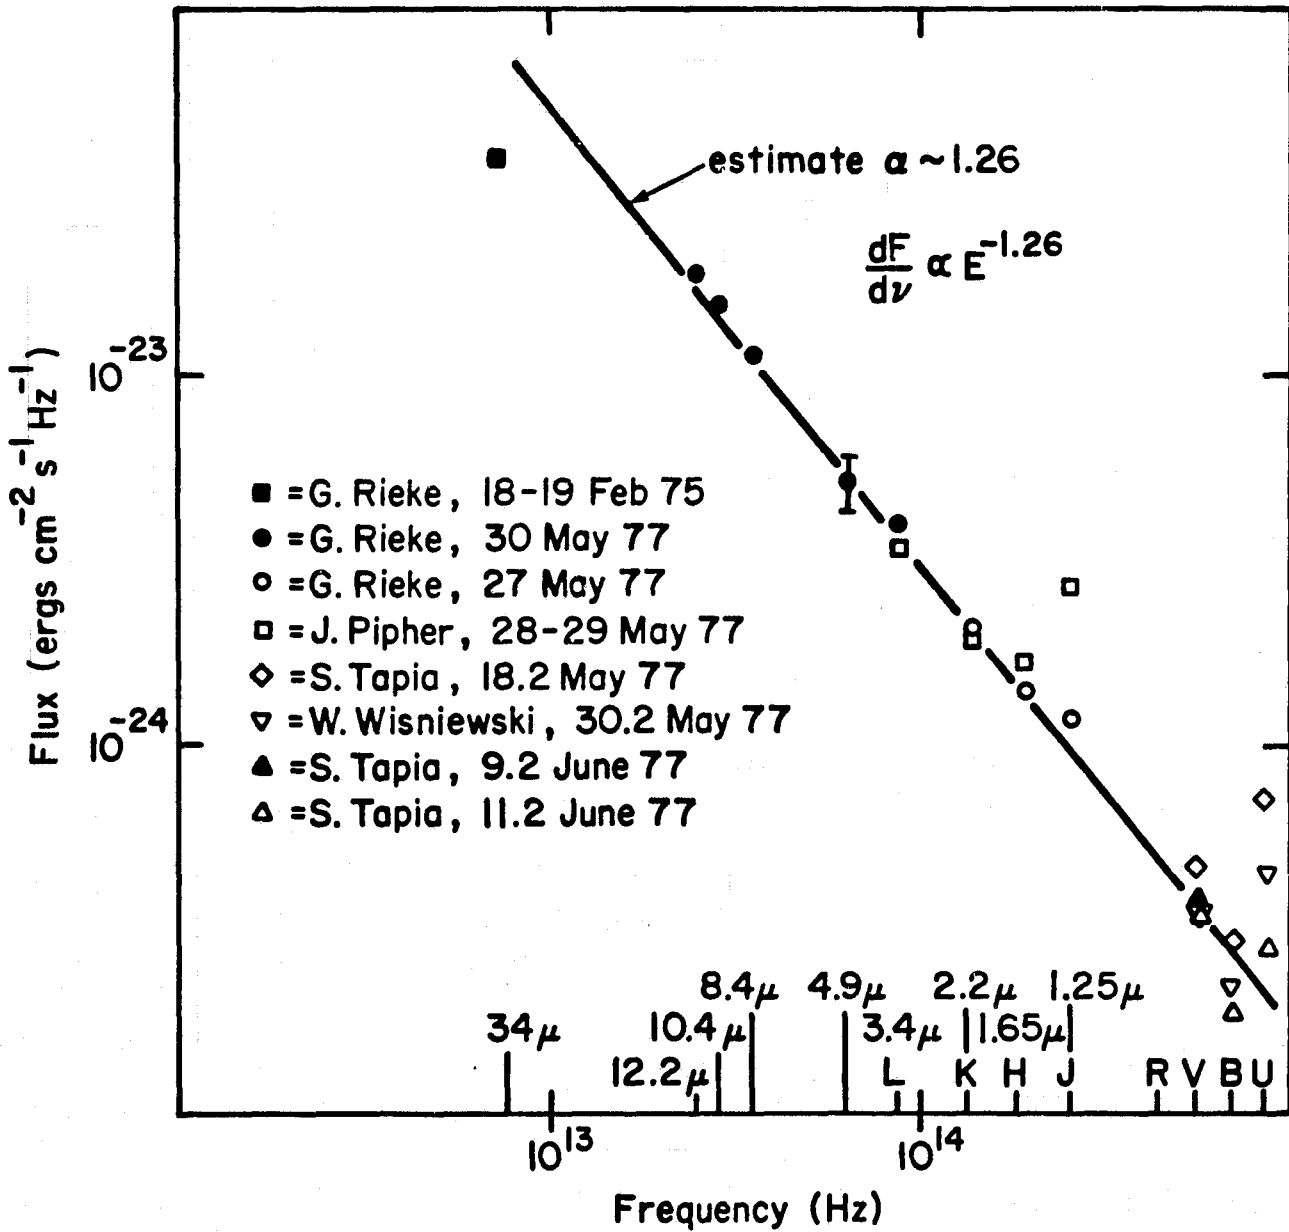 estimate α ~1.26
dF/dν ∝ E^-1.26
10^-23
10^-24
Flux (ergs cm^-2 s^-1 Hz^-1)
■ =G. Rieke, 18-19 Feb 75
● =G. Rieke, 30 May 77
○ =G. Rieke, 27 May 77
□ =J. Pipher, 28-29 May 77
◇ =S. Tapia, 18.2 May 77
▽ =W. Wisniewski, 30.2 May 77
▲ =S. Tapia, 9.2 June 77
△ =S. Tapia, 11.2 June 77
8.4μ 4.9μ 2.2μ 1.25μ
34μ 10.4μ 3.4μ 1.65μ
12.2μ L K H J R V B U
10^13 10^14
Frequency (Hz)